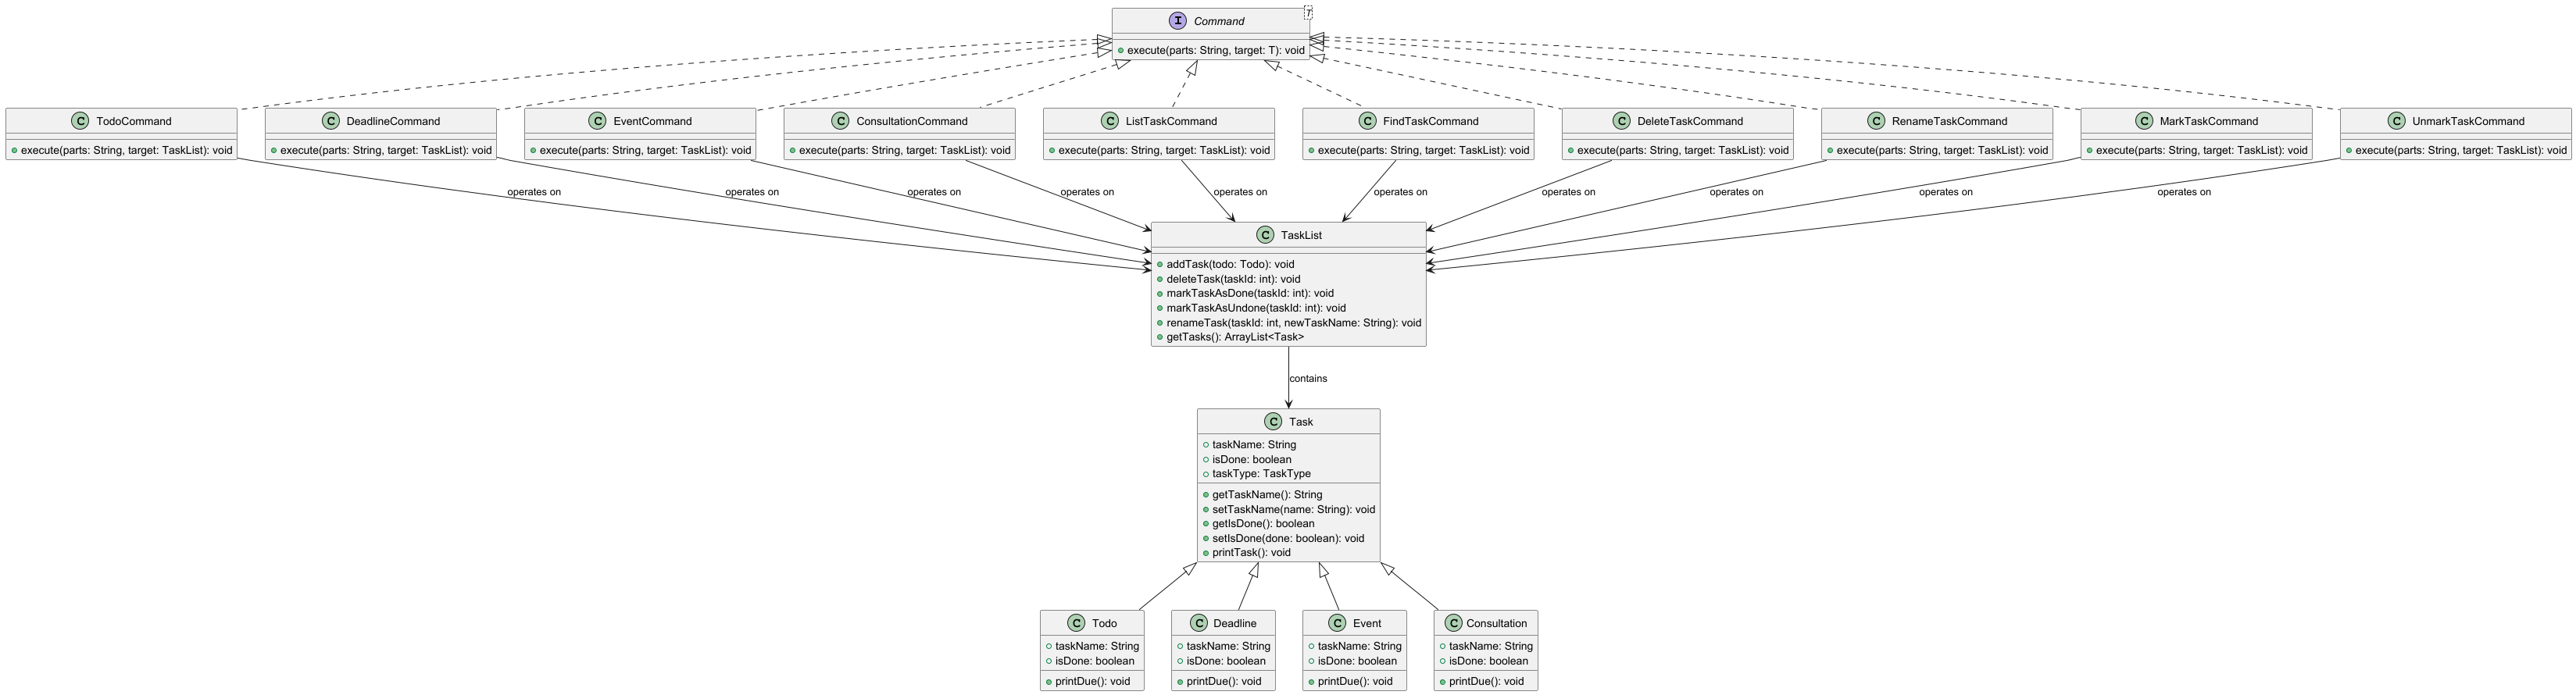 I Command T
execute(parts: String, target: T): void
C TodoCommand
execute(parts: String, target: TaskList): void
C DeadlineCommand
execute(parts: String, target: TaskList): void
C EventCommand
execute(parts: String, target: TaskList): void
C ConsultationCommand
execute(parts: String, target: TaskList): void
C ListTaskCommand
execute(parts: String, target: TaskList): void
C FindTaskCommand
execute(parts: String, target: TaskList): void
C DeleteTaskCommand
execute(parts: String, target: TaskList): void
C RenameTaskCommand
execute(parts: String, target: TaskList): void
C MarkTaskCommand
execute(parts: String, target: TaskList): void
C UnmarkTaskCommand
execute(parts: String, target: TaskList): void
operates on
operates on
operates on
operates on
operates on
operates on
operates on
operates on
operates on
operates on
C TaskList
addTask(todo: Todo): void
deleteTask(taskId: int): void
markTaskAsDone(taskId: int): void
markTaskAsUndone(taskId: int): void
renameTask(taskId: int, newTaskName: String): void
getTasks(): ArrayList<Task>
contains
C Task
taskName: String
isDone: boolean
taskType: TaskType
getTaskName(): String
setTaskName(name: String): void
getIsDone(): boolean
setIsDone(done: boolean): void
printTask(): void
C Todo
taskName: String
isDone: boolean
printDue(): void
C Deadline
taskName: String
isDone: boolean
printDue(): void
C Event
taskName: String
isDone: boolean
printDue(): void
C Consultation
taskName: String
isDone: boolean
printDue(): void